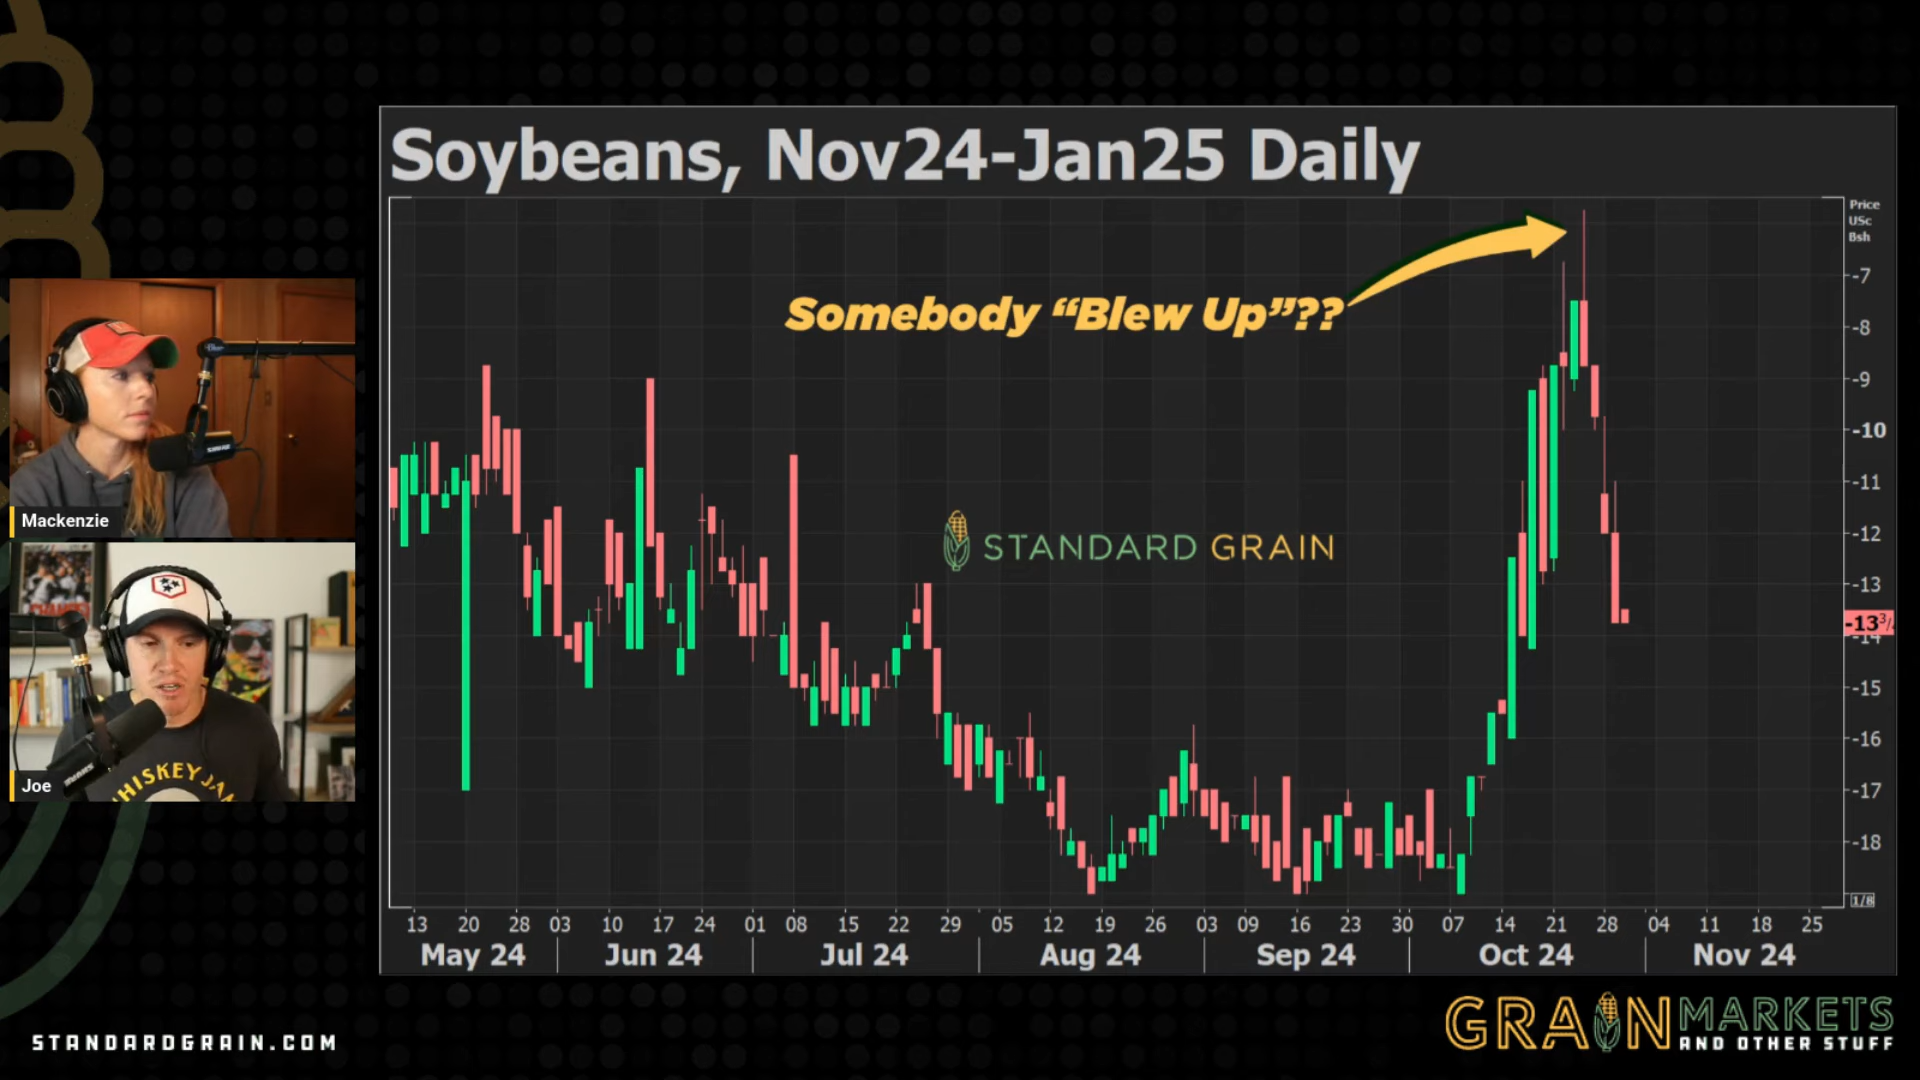 Soybeans, Nov24-Jan25 Daily
Price
USc
Bsh
Somebody “Blew Up”??
-7
-8
-9
-10
-11
-12
-13
-13 3/
-14
-15
-16
-17
-18
1/8
STANDARD GRAIN
13 20 28 03 10 17 24 01 08 15 22 29 05 12 19 26 03 09 16 23 30 07 14 21 28 04 11 18 25
May 24 Jun 24 Jul 24 Aug 24 Sep 24 Oct 24 Nov 24
Mackenzie
Joe
STANDARDGRAIN.COM
GRAIN MARKETS
AND OTHER STUFF